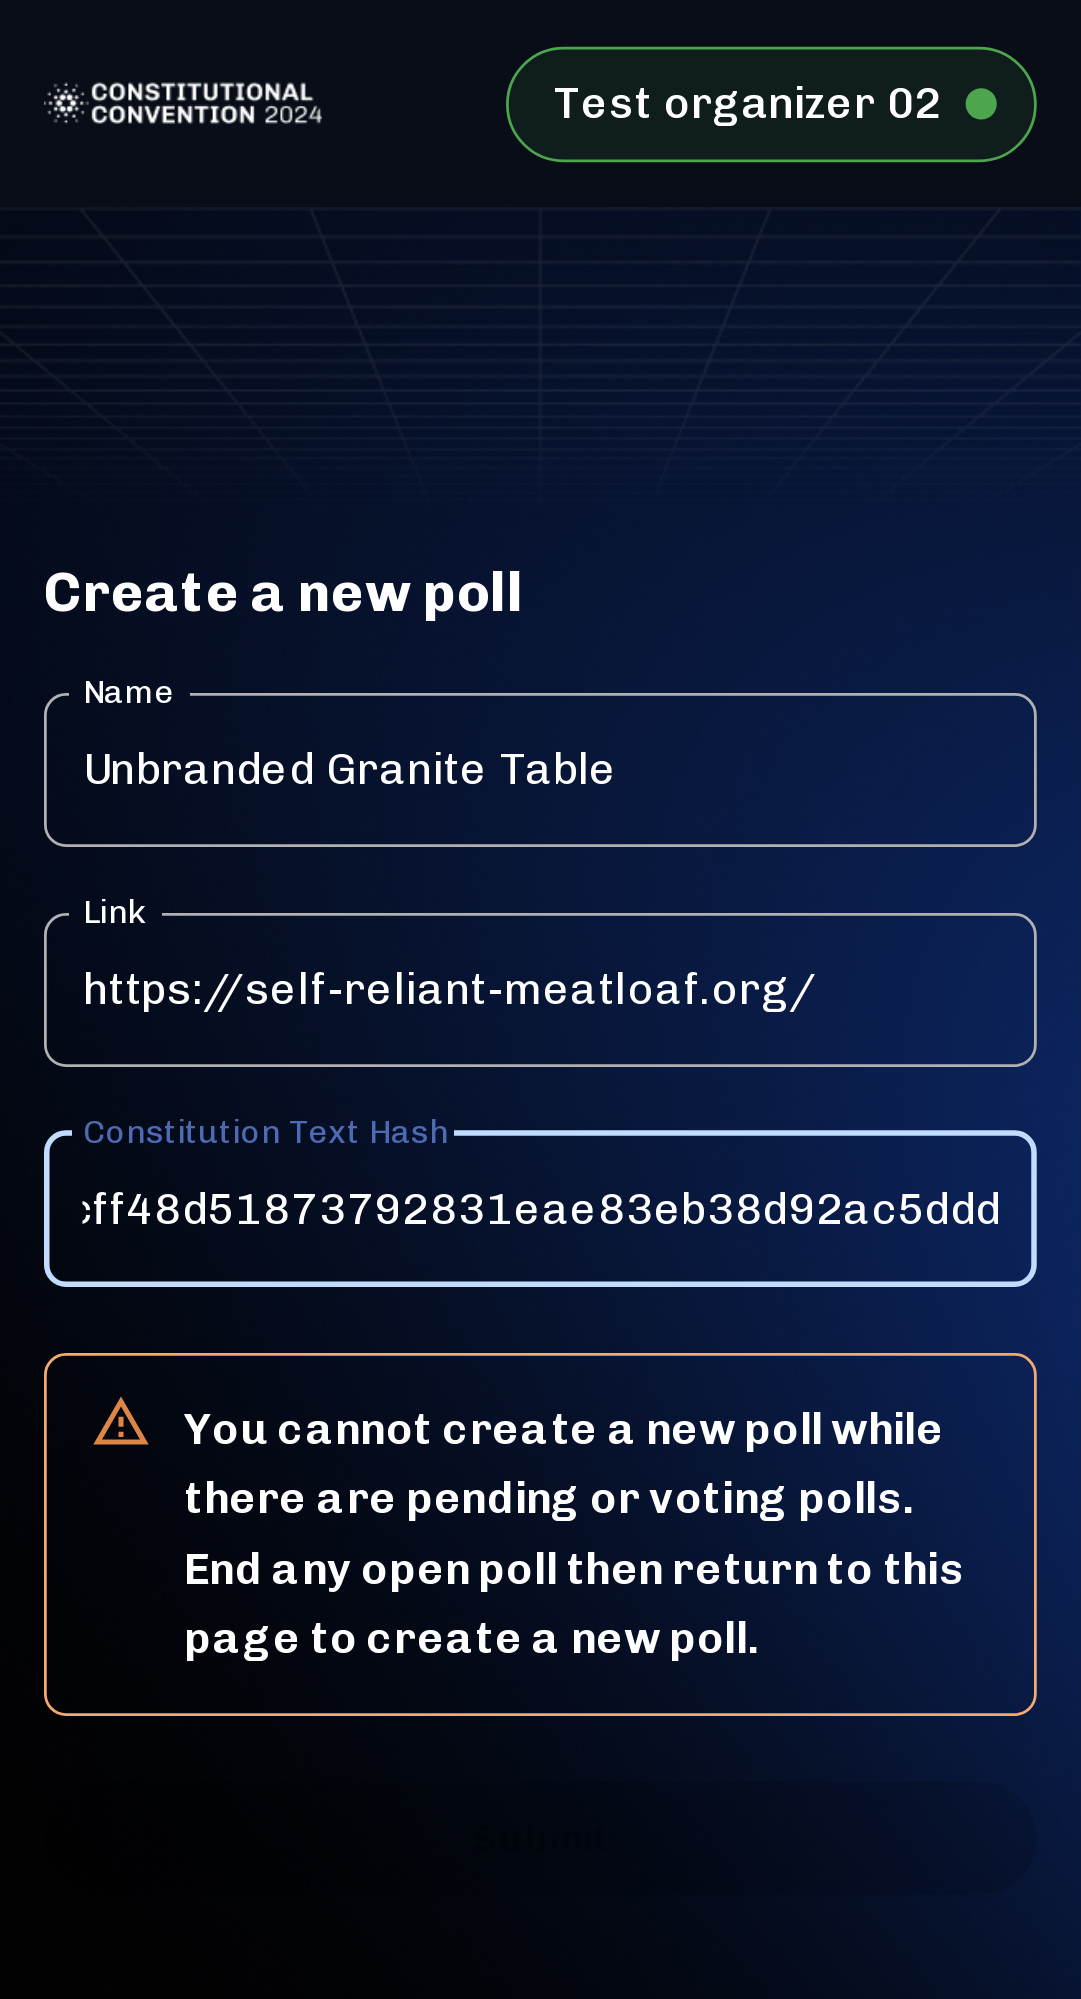 CONSTITUTIONAL
CONVENTION 2024
Test organizer 02
Create a new poll
Name
Unbranded Granite Table
Link
https://self-reliant-meatloaf.org/
Constitution Text Hash
cff48d51873792831eae83eb38d92ac5ddd
You cannot create a new poll while
there are pending or voting polls.
End any open poll then return to this
page to create a new poll.
Submit